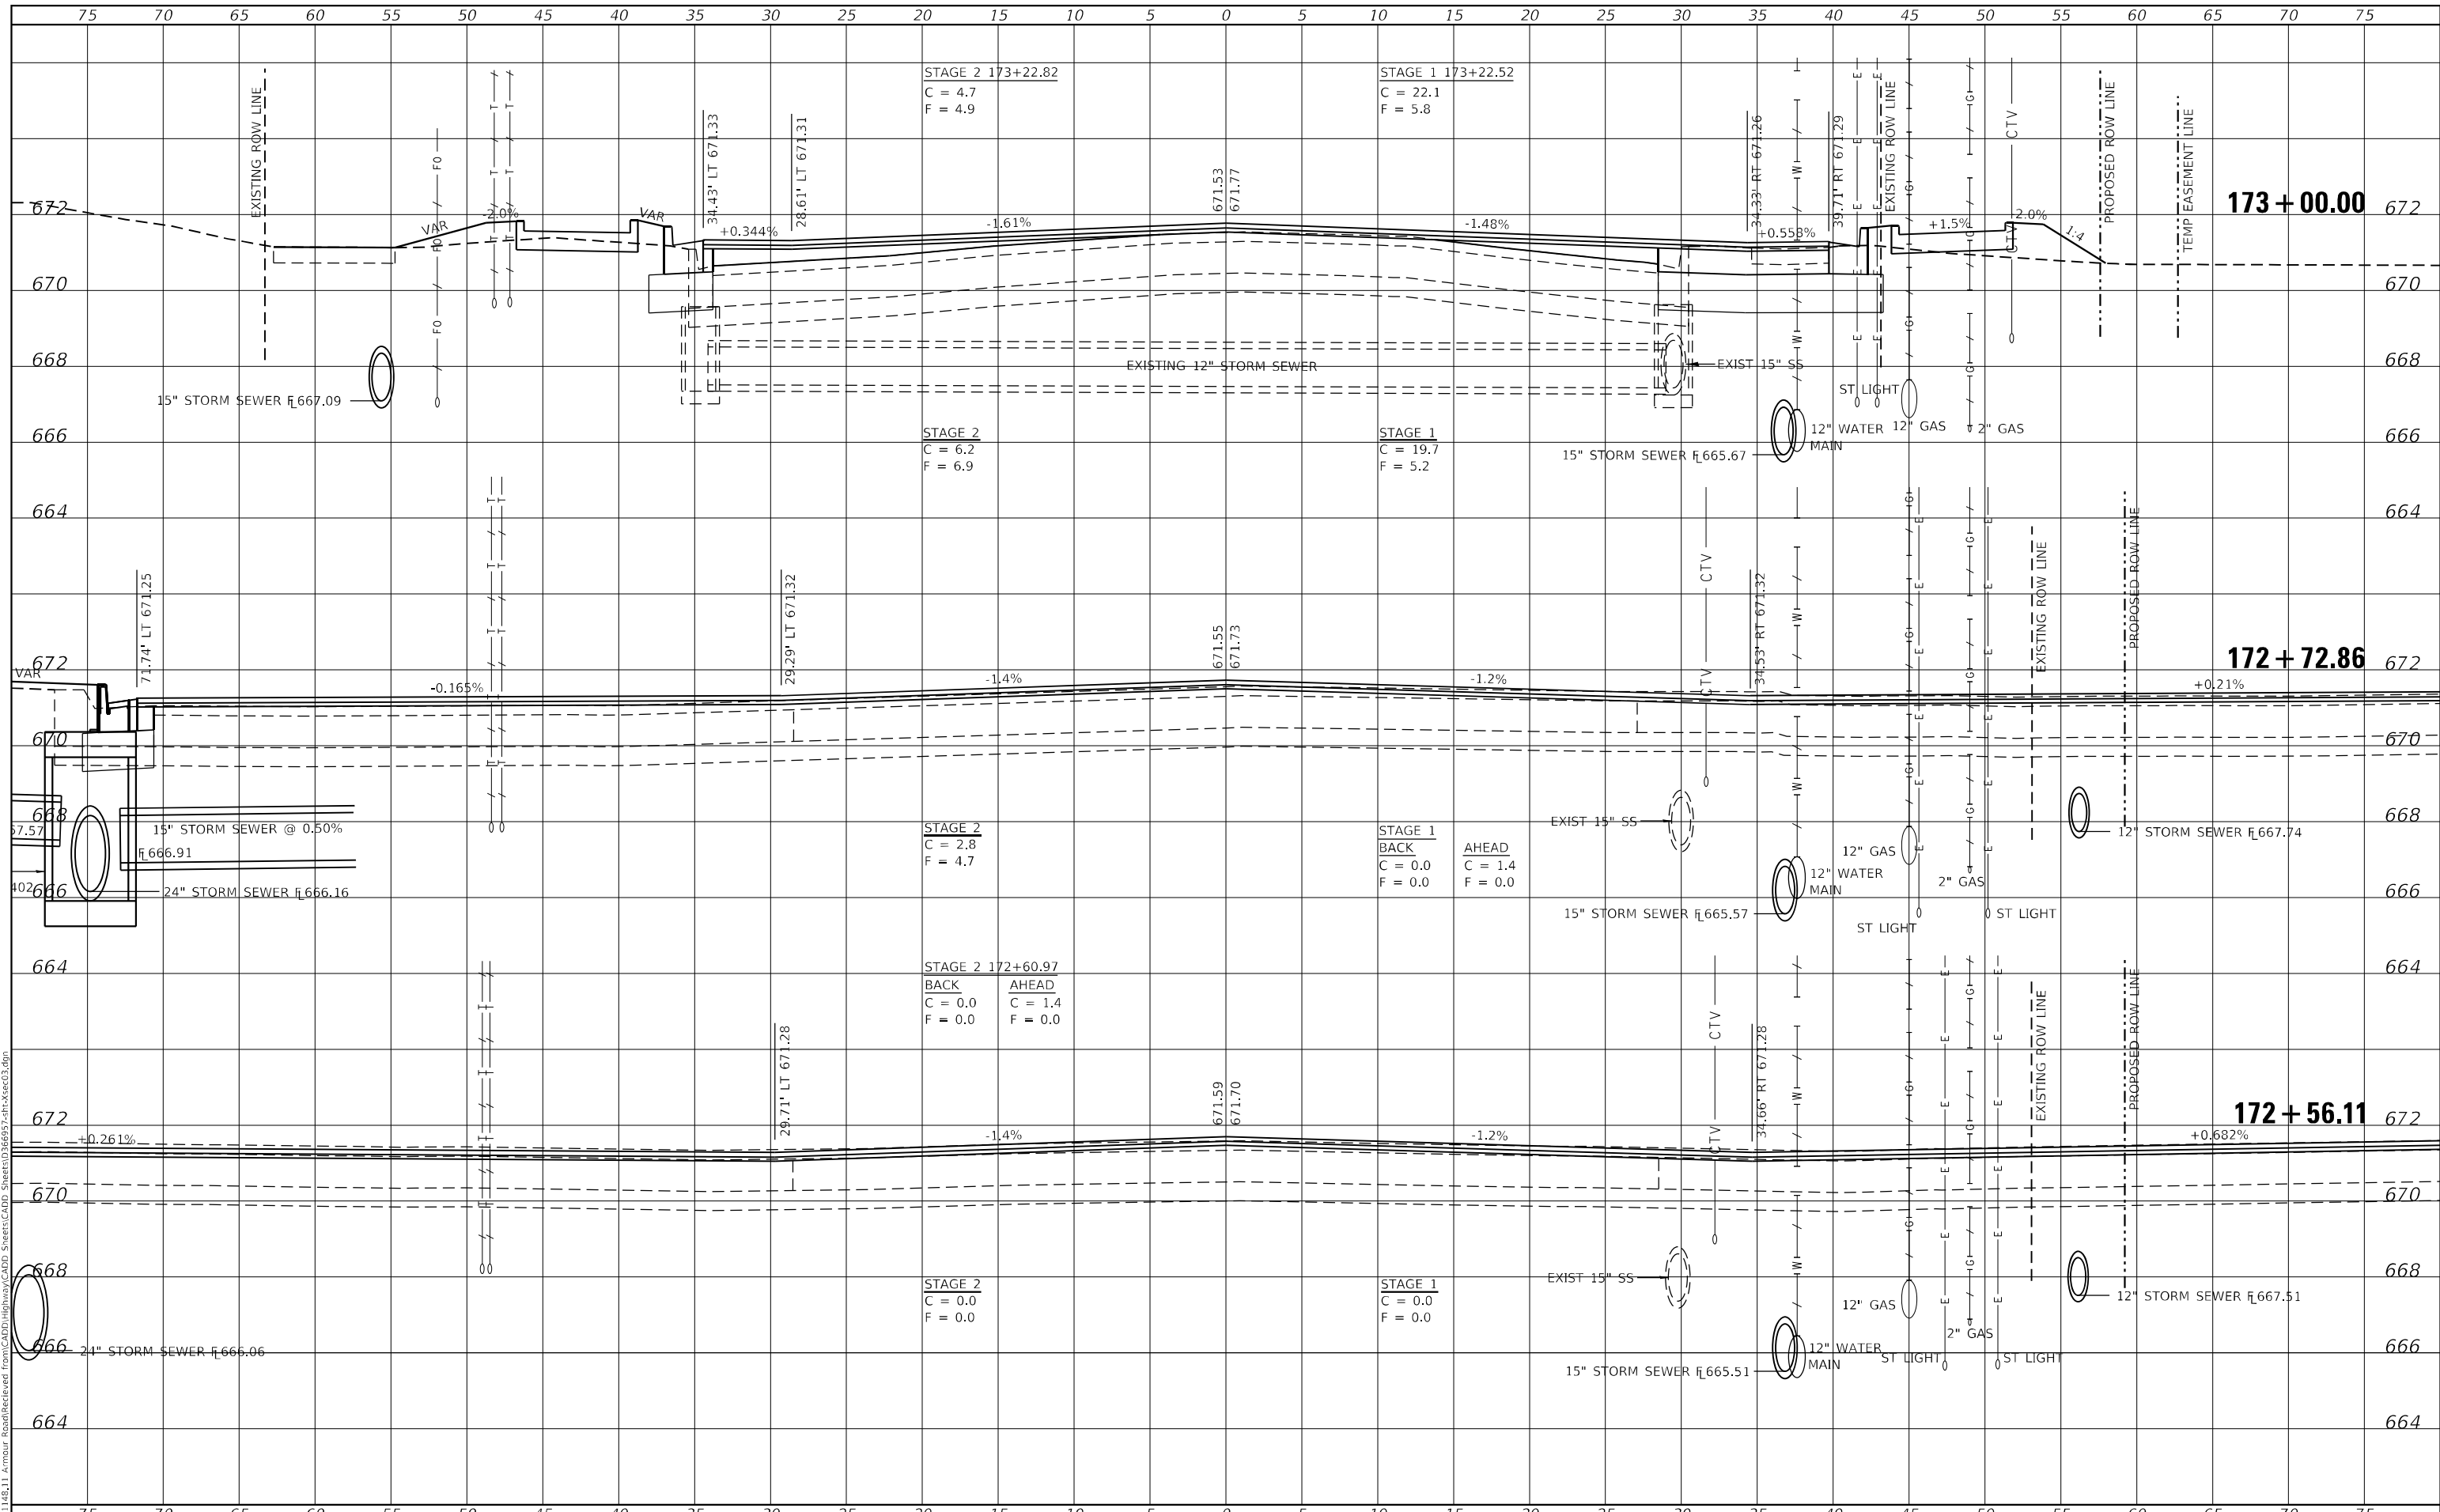 75 70 65 60 55 50 45 40 35 30 25 20 15 10 5 0 5 10 15 20 25 30 35 40 45 50 55 60 65 70 75
STAGE 2 173+22.82
C = 4.7
F = 4.9
STAGE 1 173+22.52
C = 22.1
F = 5.8
EXISTING ROW LINE
FO
FO
FO
T T
T T
T T
34.43' LT 671.33
28.61' LT 671.31
671.53
671.77
34.33' RT 671.26
39.71' RT 671.29
W
W
W
E E
E E
E E
E E
EXISTING ROW LINE
G
G
G
G
G
CTV
CTV
PROPOSED ROW LINE
TEMP EASEMENT LINE
173+00.00
672 672
VAR
-2.0%
VAR
+0.344%
-1.61%
-1.48%
+0.558%
+1.5%
2.0%
1:4
670 670
668 668
EXISTING 12" STORM SEWER
EXIST 15" SS
15" STORM SEWER FL 667.09
ST LIGHT
12" WATER
MAIN
12" GAS
2" GAS
15" STORM SEWER FL 665.67
666 666
STAGE 2
C = 6.2
F = 6.9
STAGE 1
C = 19.7
F = 5.2
664 664
71.74' LT 671.25
29.29' LT 671.32
671.55
671.73
CTV
CTV
34.53' RT 671.32
EXISTING ROW LINE
PROPOSED ROW LINE
172+72.86
672 672
VAR
-0.165%
-1.4%
-1.2%
+0.21%
670 670
668 668
57.57
15" STORM SEWER @ 0.50%
FL 666.91
402
24" STORM SEWER FL 666.16
666 666
STAGE 2
C = 2.8
F = 4.7
EXIST 15" SS
STAGE 1
BACK AHEAD
C = 0.0 C = 1.4
F = 0.0 F = 0.0
12" GAS
12" WATER
MAIN
2" GAS
15" STORM SEWER FL 665.57
ST LIGHT
ST LIGHT
12" STORM SEWER FL 667.74
664 664
STAGE 2 172+60.97
BACK AHEAD
C = 0.0 C = 1.4
F = 0.0 F = 0.0
29.71' LT 671.28
671.59
671.70
CTV
CTV
34.66' RT 671.28
EXISTING ROW LINE
PROPOSED ROW LINE
172+56.11
672 672
+0.261%
-1.4%
-1.2%
+0.682%
670 670
668 668
24" STORM SEWER FL 666.06
666 666
STAGE 2
C = 0.0
F = 0.0
STAGE 1
C = 0.0
F = 0.0
EXIST 15" SS
12" GAS
12" WATER
MAIN
2" GAS
ST LIGHT
ST LIGHT
15" STORM SEWER FL 665.51
12" STORM SEWER FL 667.51
664 664